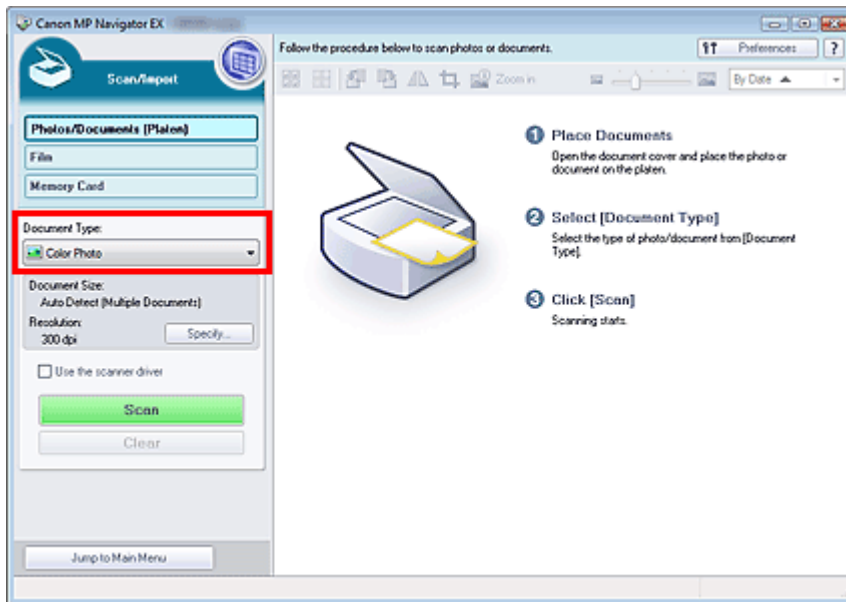 Canon MP Navigator EX
Scan/Import
Photos/Documents (Platen)
Film
Memory Card
Document Type:
Color Photo
Document Size:
Auto Detect (Multiple Documents)
Resolution:
300 dpi
Specify...
Use the scanner driver
Scan
Clear
Jump to Main Menu
Follow the procedure below to scan photos or documents.
Preferences
?
Zoom in
By Date
1 Place Documents
Open the document cover and place the photo or
document on the platen.
2 Select [Document Type]
Select the type of photo/document from [Document
Type].
3 Click [Scan]
Scanning starts.